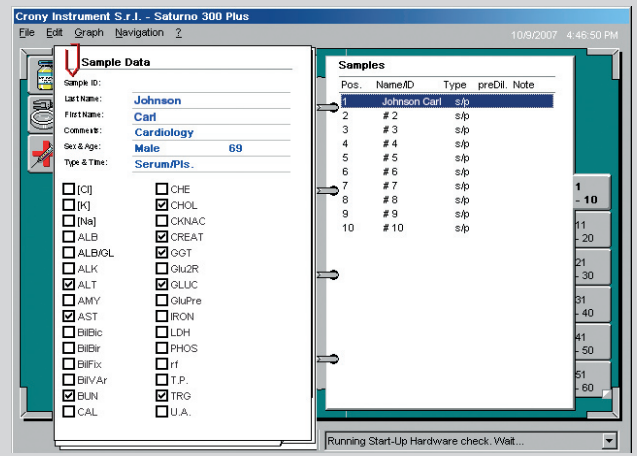 Crony Instrument S.r.l. - Saturno 300 Plus
File Edit Graph Navigation ?
10/9/2007 4:46:50 PM
Sample Data
Sample ID:
Last Name: Johnson
First Name: Carl
Comments: Cardiology
Sex & Age: Male 69
Type & Time: Serum/Pls.
[Cl] CHE
[K] CHOL
[Na] CKNAC
ALB CREAT
ALB/GL GGT
ALK Glu2R
ALT GLUC
AMY GluPre
AST IRON
BilBic LDH
BilBir PHOS
BilFix rf
BilVAr T.P.
BUN TRG
CAL U.A.
Samples
Pos. Name/ID Type preDil. Note
1 Johnson Carl s/p
2 # 2 s/p
3 # 3 s/p
4 # 4 s/p
5 # 5 s/p
6 # 6 s/p
7 # 7 s/p
8 # 8 s/p
9 # 9 s/p
10 # 10 s/p
1
- 10
11
- 20
21
- 30
31
- 40
41
- 50
51
- 60
Running Start-Up Hardware check. Wait...